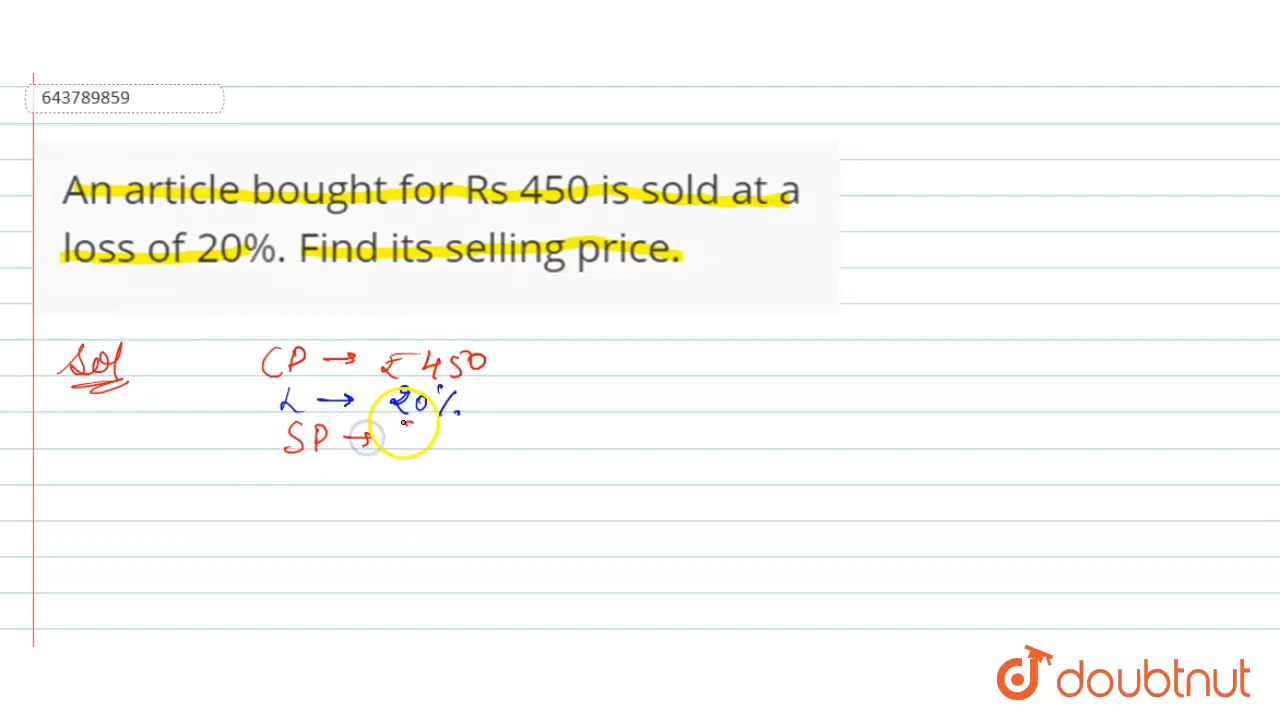 643789859
An article bought for Rs 450 is sold at a
loss of 20%. Find its selling price.
Sol
CP → ₹ 450
L → 20%
SP →
doubtnut